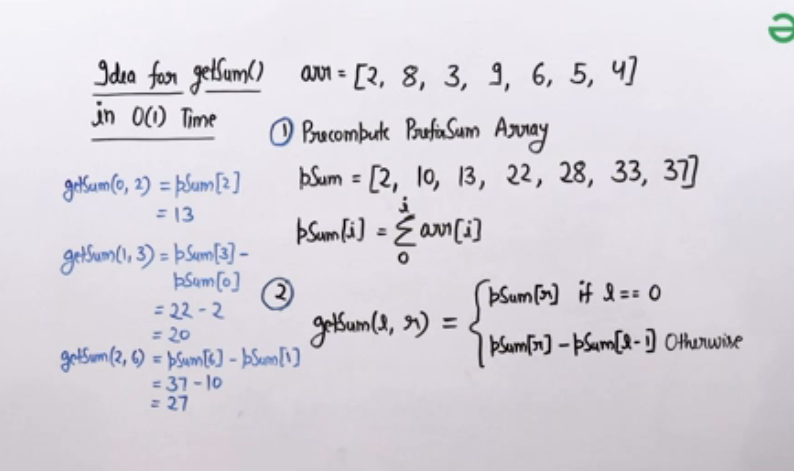 Idea for getSum()
in O(1) Time
arr = [2, 8, 3, 9, 6, 5, 4]
① Precompute PrefixSum Array
pSum = [2, 10, 13, 22, 28, 33, 37]
i
pSum[i] = Σ arr[i]
0
② getSum(l, r) = { pSum[r] if l == 0
pSum[r] - pSum[l-1] Otherwise
getSum(0, 2) = pSum[2]
= 13
getSum(1, 3) = pSum[3] -
pSum[0]
= 22 - 2
= 20
getSum(2, 6) = pSum[6] - pSum[1]
= 37 - 10
= 27